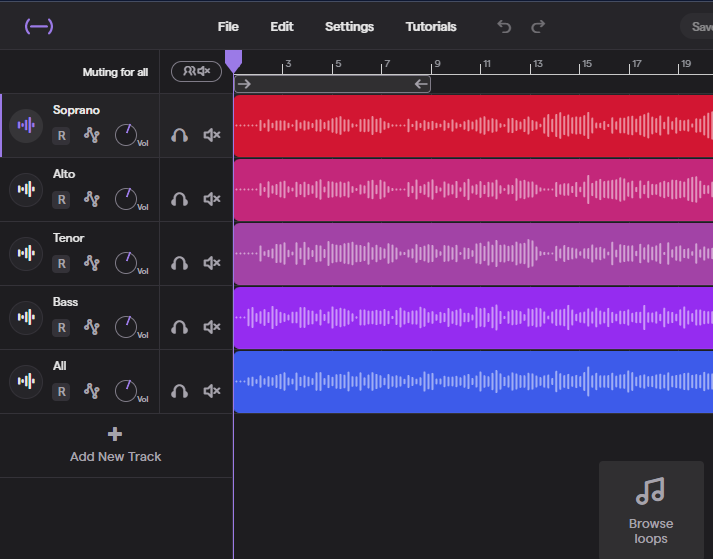 File Edit Settings Tutorials Save
Muting for all
3 5 7 9 11 13 15 17 19
Soprano
R Vol
Alto
R Vol
Tenor
R Vol
Bass
R Vol
All
R Vol
Add New Track
Browse
loops